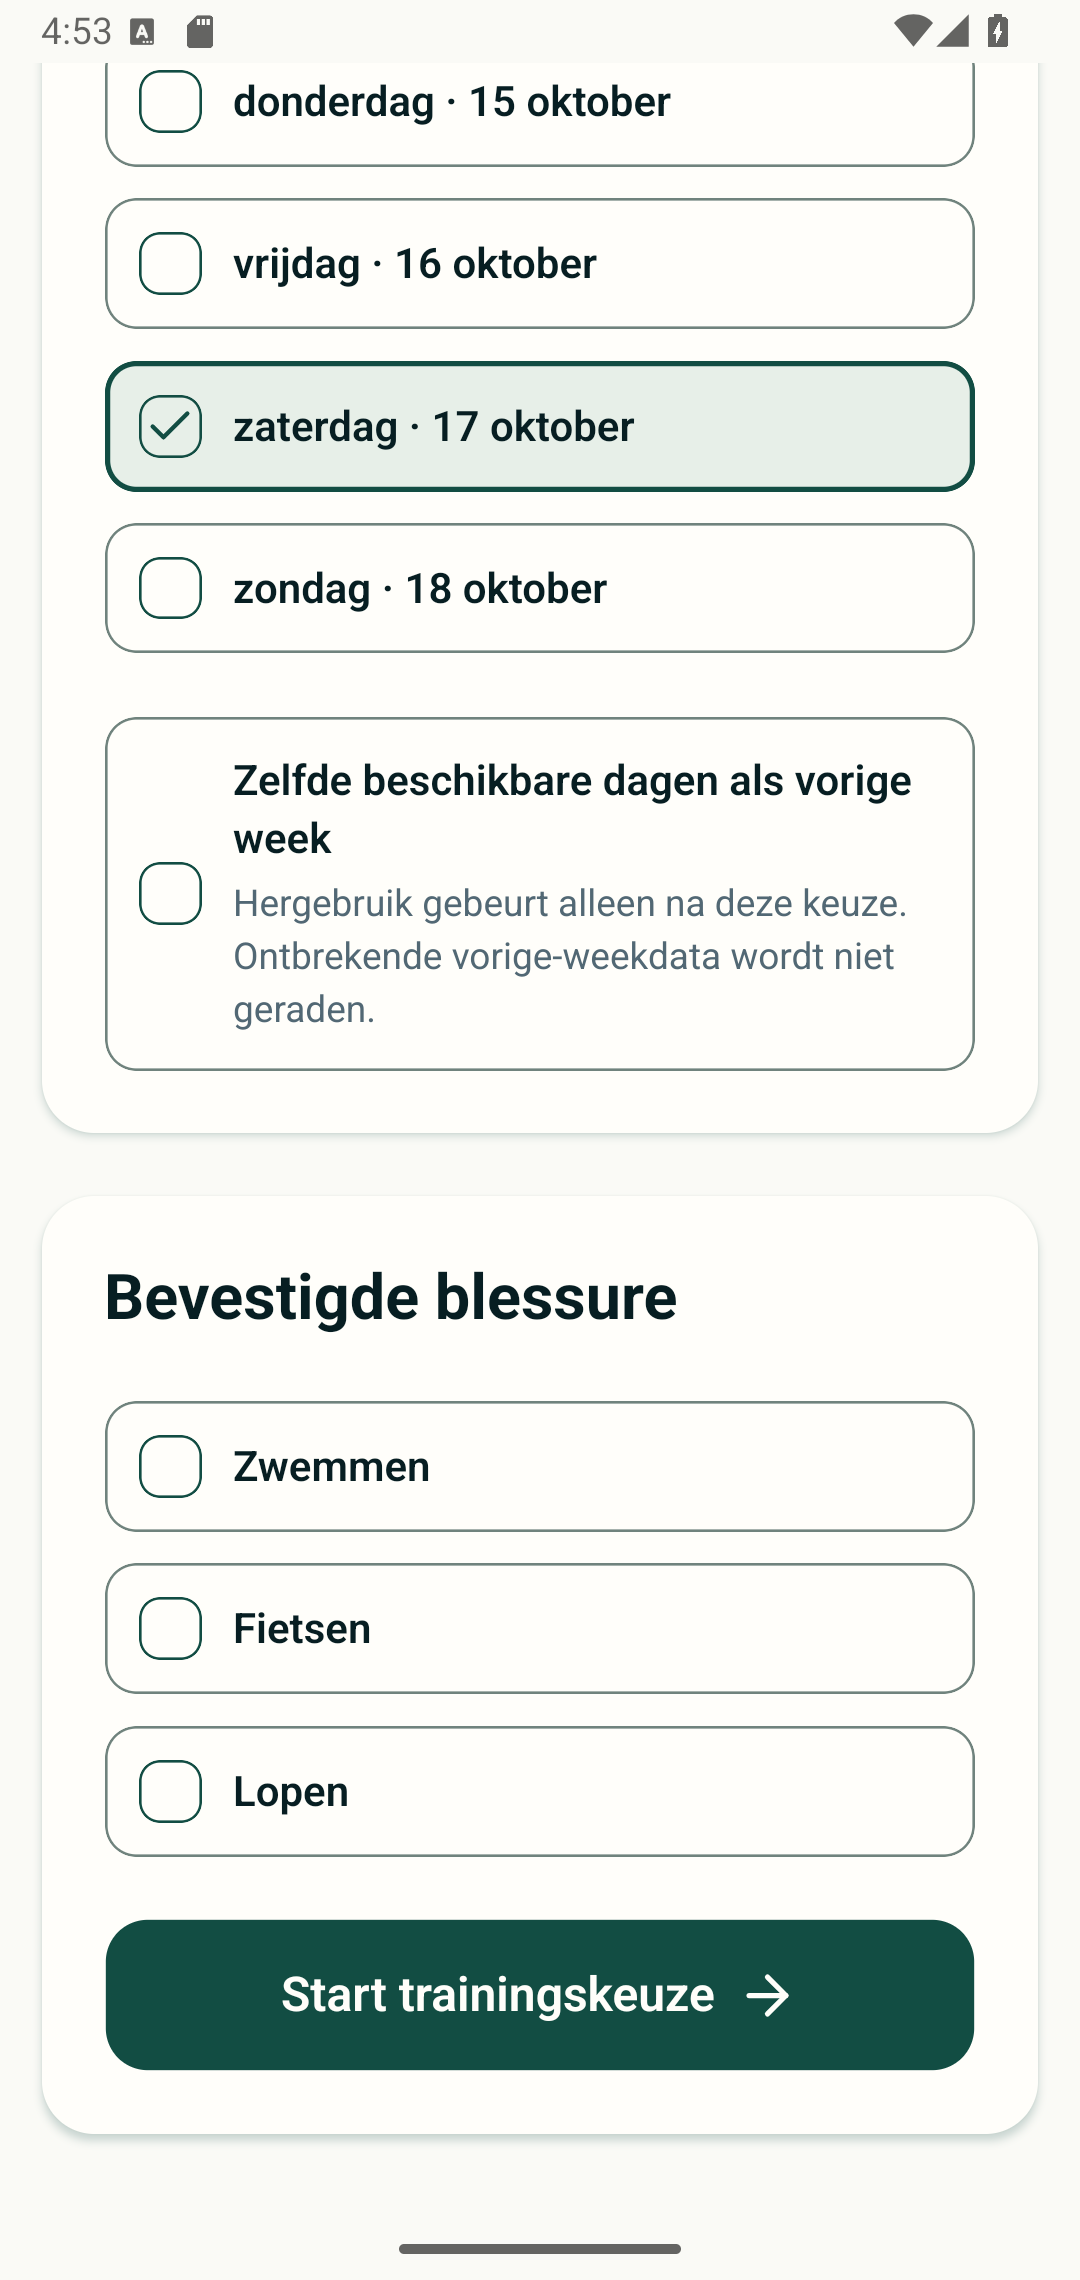 4:53
donderdag · 15 oktober
vrijdag · 16 oktober
zaterdag · 17 oktober
zondag · 18 oktober
Zelfde beschikbare dagen als vorige
week
Hergebruik gebeurt alleen na deze keuze.
Ontbrekende vorige-weekdata wordt niet
geraden.
Bevestigde blessure
Zwemmen
Fietsen
Lopen
Start trainingskeuze →